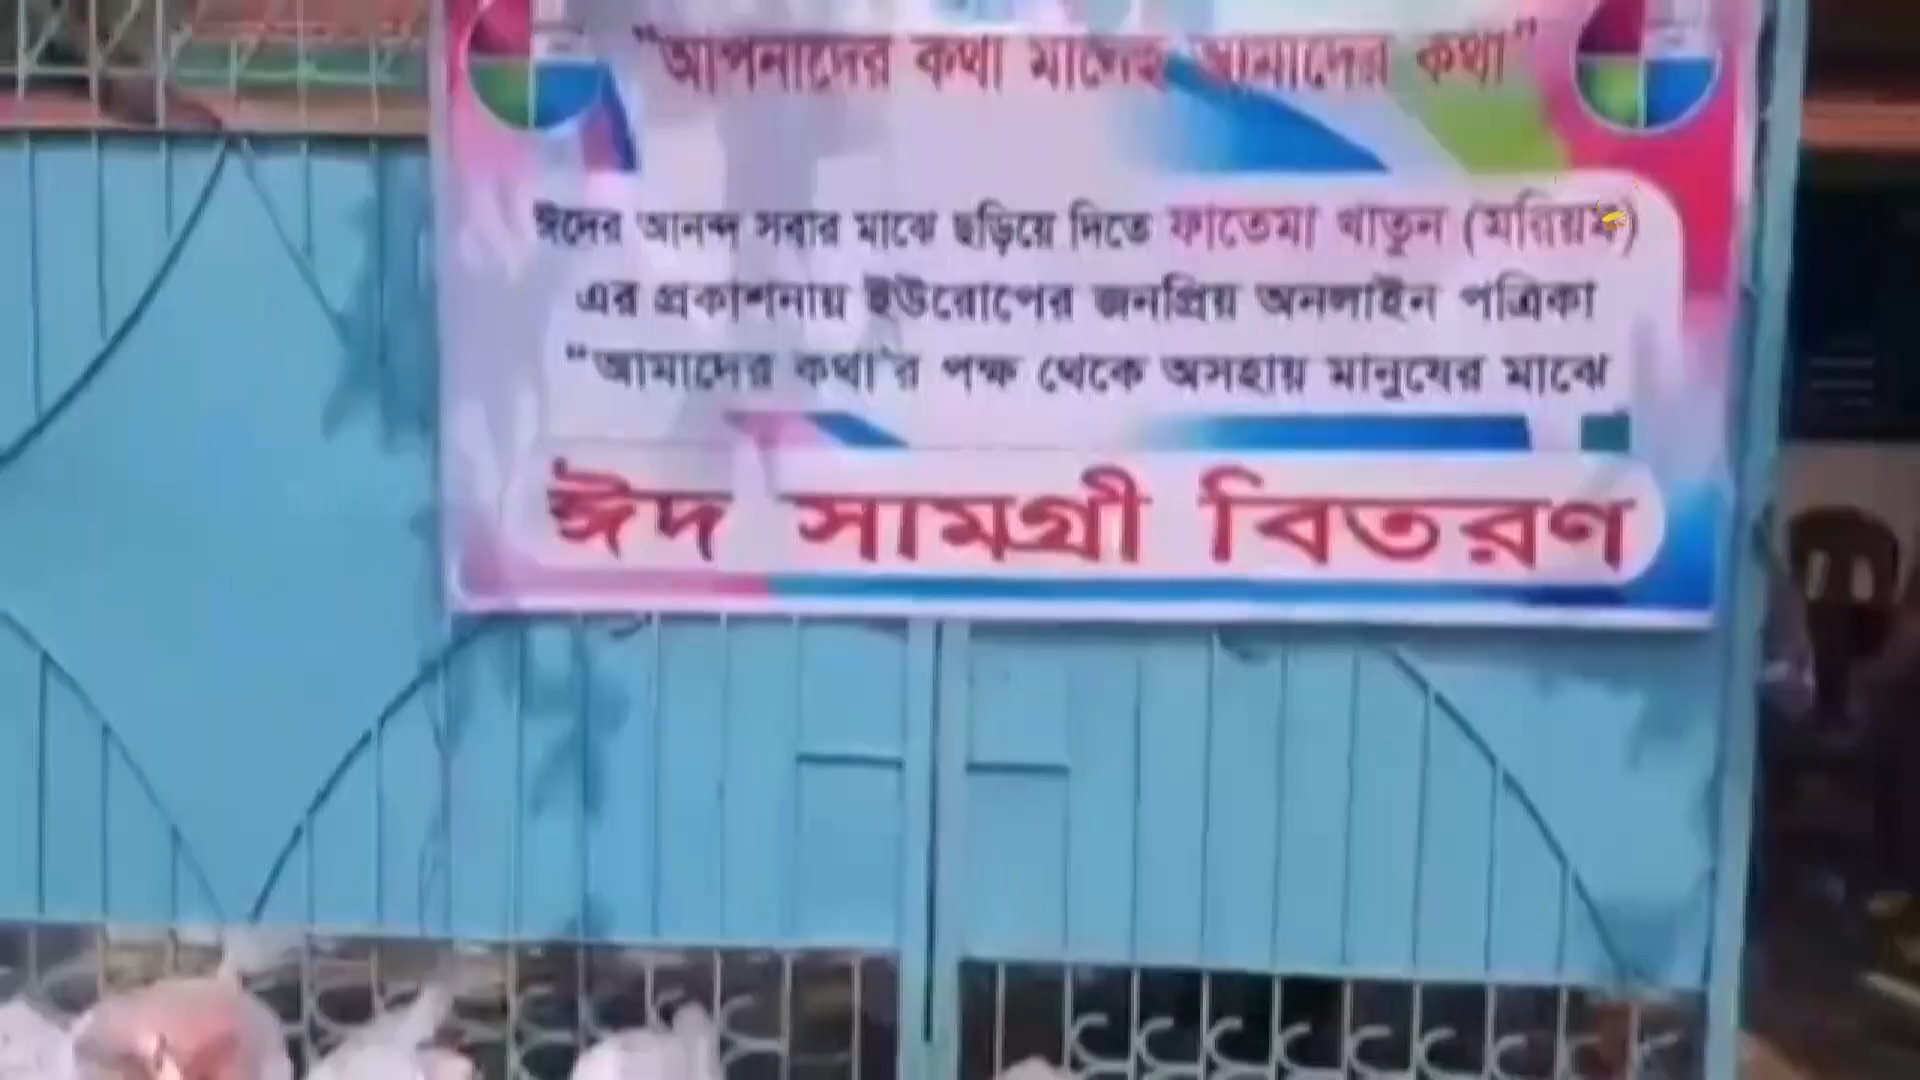 "আপনাদের কথা মানেই আমাদের কথা"
ঈদের আনন্দ সবার মাঝে ছড়িয়ে দিতে ফাতেমা খাতুন (মরিয়ম)
এর প্রকাশনায় ইউরোপের জনপ্রিয় অনলাইন পত্রিকা
"আমাদের কথা'র পক্ষ থেকে অসহায় মানুষের মাঝে
ঈদ সামগ্রী বিতরণ